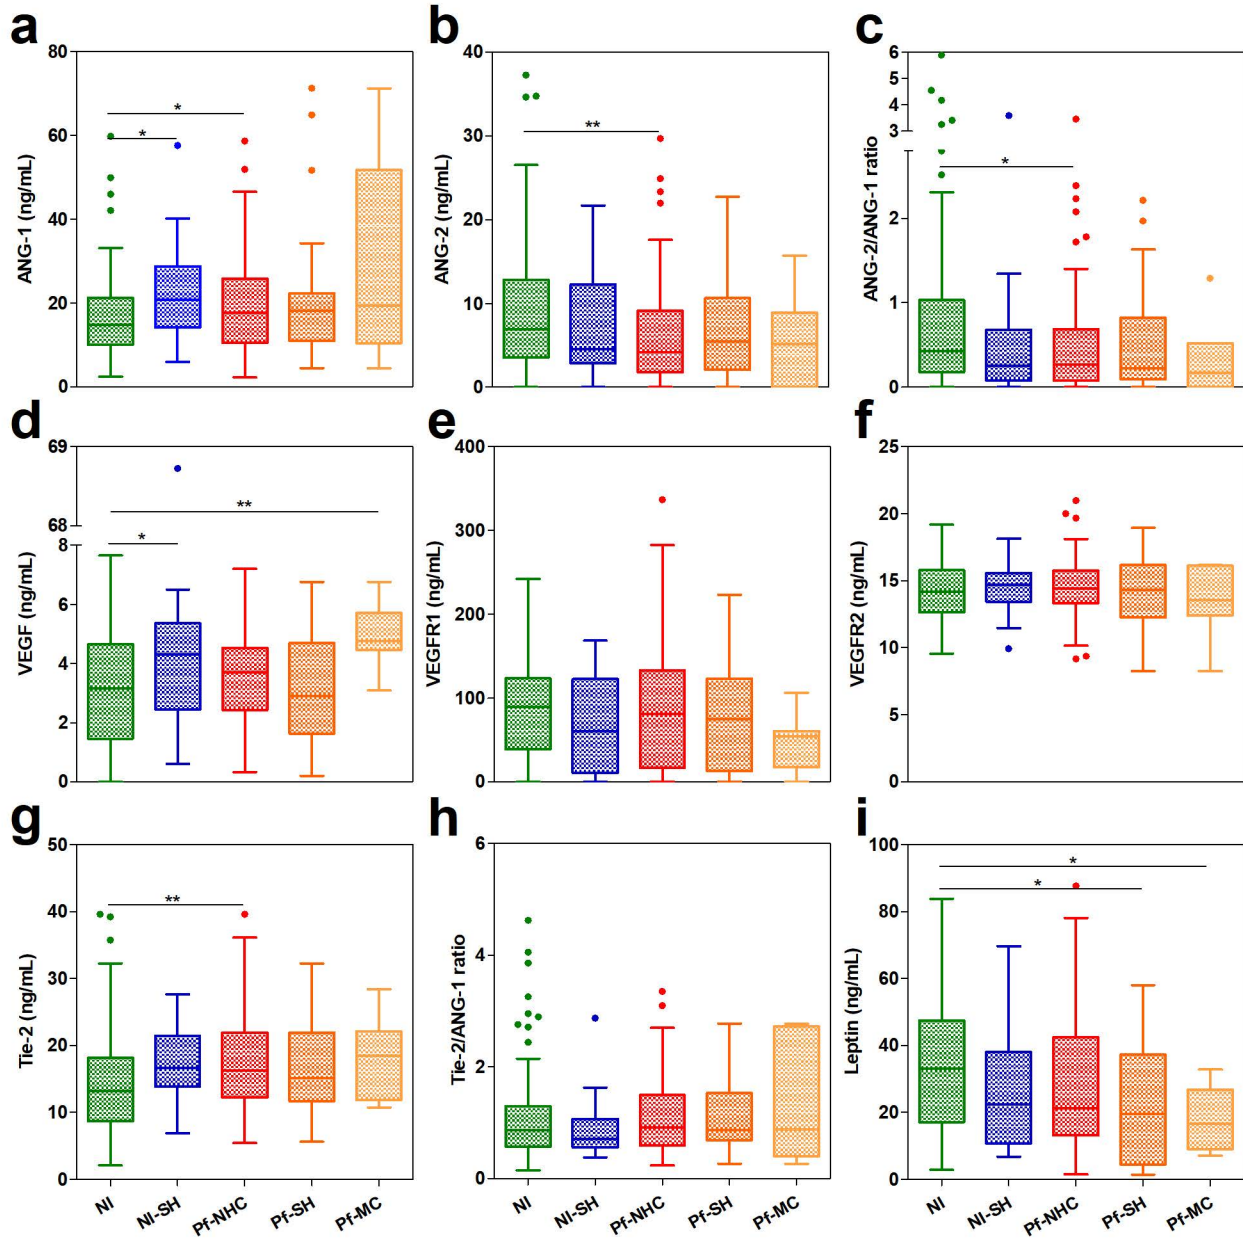 a
b
c
80
60
40
20
0
ANG-1 (ng/mL)
*
*
40
30
20
10
0
ANG-2 (ng/mL)
**
6
5
4
3
2
1
0
ANG-2/ANG-1 ratio
*
d
e
f
69
68
8
6
4
2
0
VEGF (ng/mL)
**
*
400
300
200
100
0
VEGFR1 (ng/mL)
25
20
15
10
5
0
VEGFR2 (ng/mL)
g
h
i
50
40
30
20
10
0
Tie-2 (ng/mL)
**
6
4
2
0
Tie-2/ANG-1 ratio
100
80
60
40
20
0
Leptin (ng/mL)
*
*
NI
NI-SH
Pf-NHC
Pf-SH
Pf-MC
NI
NI-SH
Pf-NHC
Pf-SH
Pf-MC
NI
NI-SH
Pf-NHC
Pf-SH
Pf-MC